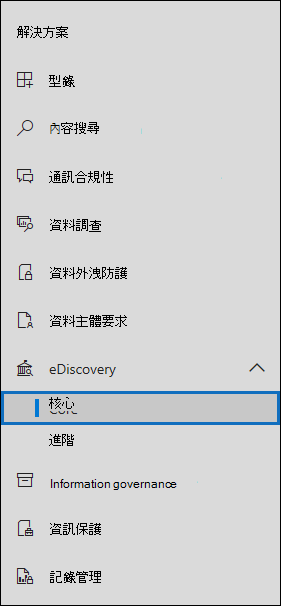 解決方案
型錄
內容搜尋
通訊合規性
資料調查
資料外洩防護
資料主體要求
eDiscovery
核心
進階
Information governance
資訊保護
記錄管理